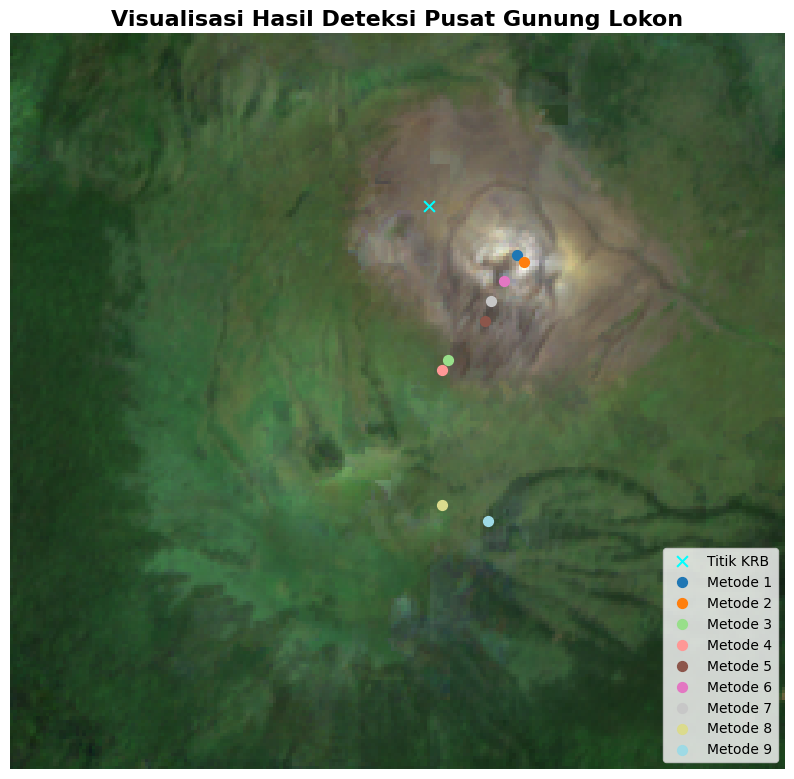 Visualisasi Hasil Deteksi Pusat Gunung Lokon
Titik KRB
Metode 1
Metode 2
Metode 3
Metode 4
Metode 5
Metode 6
Metode 7
Metode 8
Metode 9